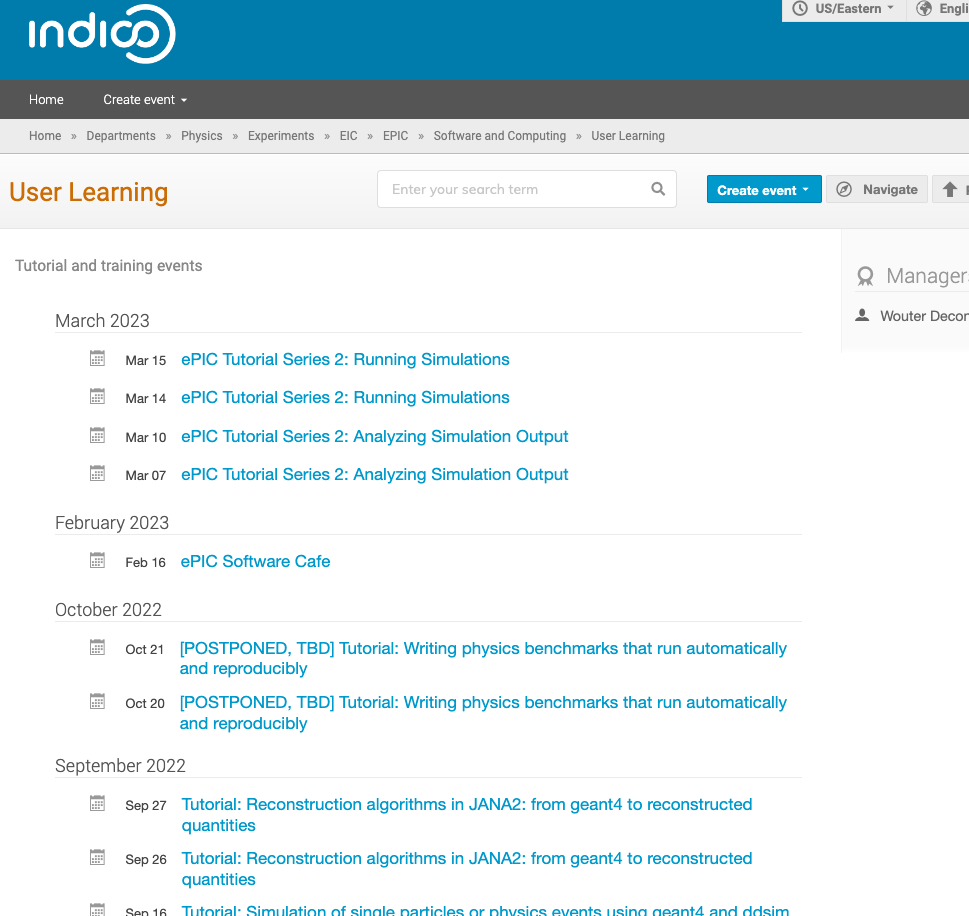 indico
US/Eastern
Engli
Home Create event
Home » Departments » Physics » Experiments » EIC » EPIC » Software and Computing » User Learning
User Learning
Enter your search term
Create event
Navigate
Tutorial and training events
Manager
Wouter Decon
March 2023
Mar 15 ePIC Tutorial Series 2: Running Simulations
Mar 14 ePIC Tutorial Series 2: Running Simulations
Mar 10 ePIC Tutorial Series 2: Analyzing Simulation Output
Mar 07 ePIC Tutorial Series 2: Analyzing Simulation Output
February 2023
Feb 16 ePIC Software Cafe
October 2022
Oct 21 [POSTPONED, TBD] Tutorial: Writing physics benchmarks that run automatically
and reproducibly
Oct 20 [POSTPONED, TBD] Tutorial: Writing physics benchmarks that run automatically
and reproducibly
September 2022
Sep 27 Tutorial: Reconstruction algorithms in JANA2: from geant4 to reconstructed
quantities
Sep 26 Tutorial: Reconstruction algorithms in JANA2: from geant4 to reconstructed
quantities
Sep 16 Tutorial: Simulation of single particles or physics events using geant4 and ddsim